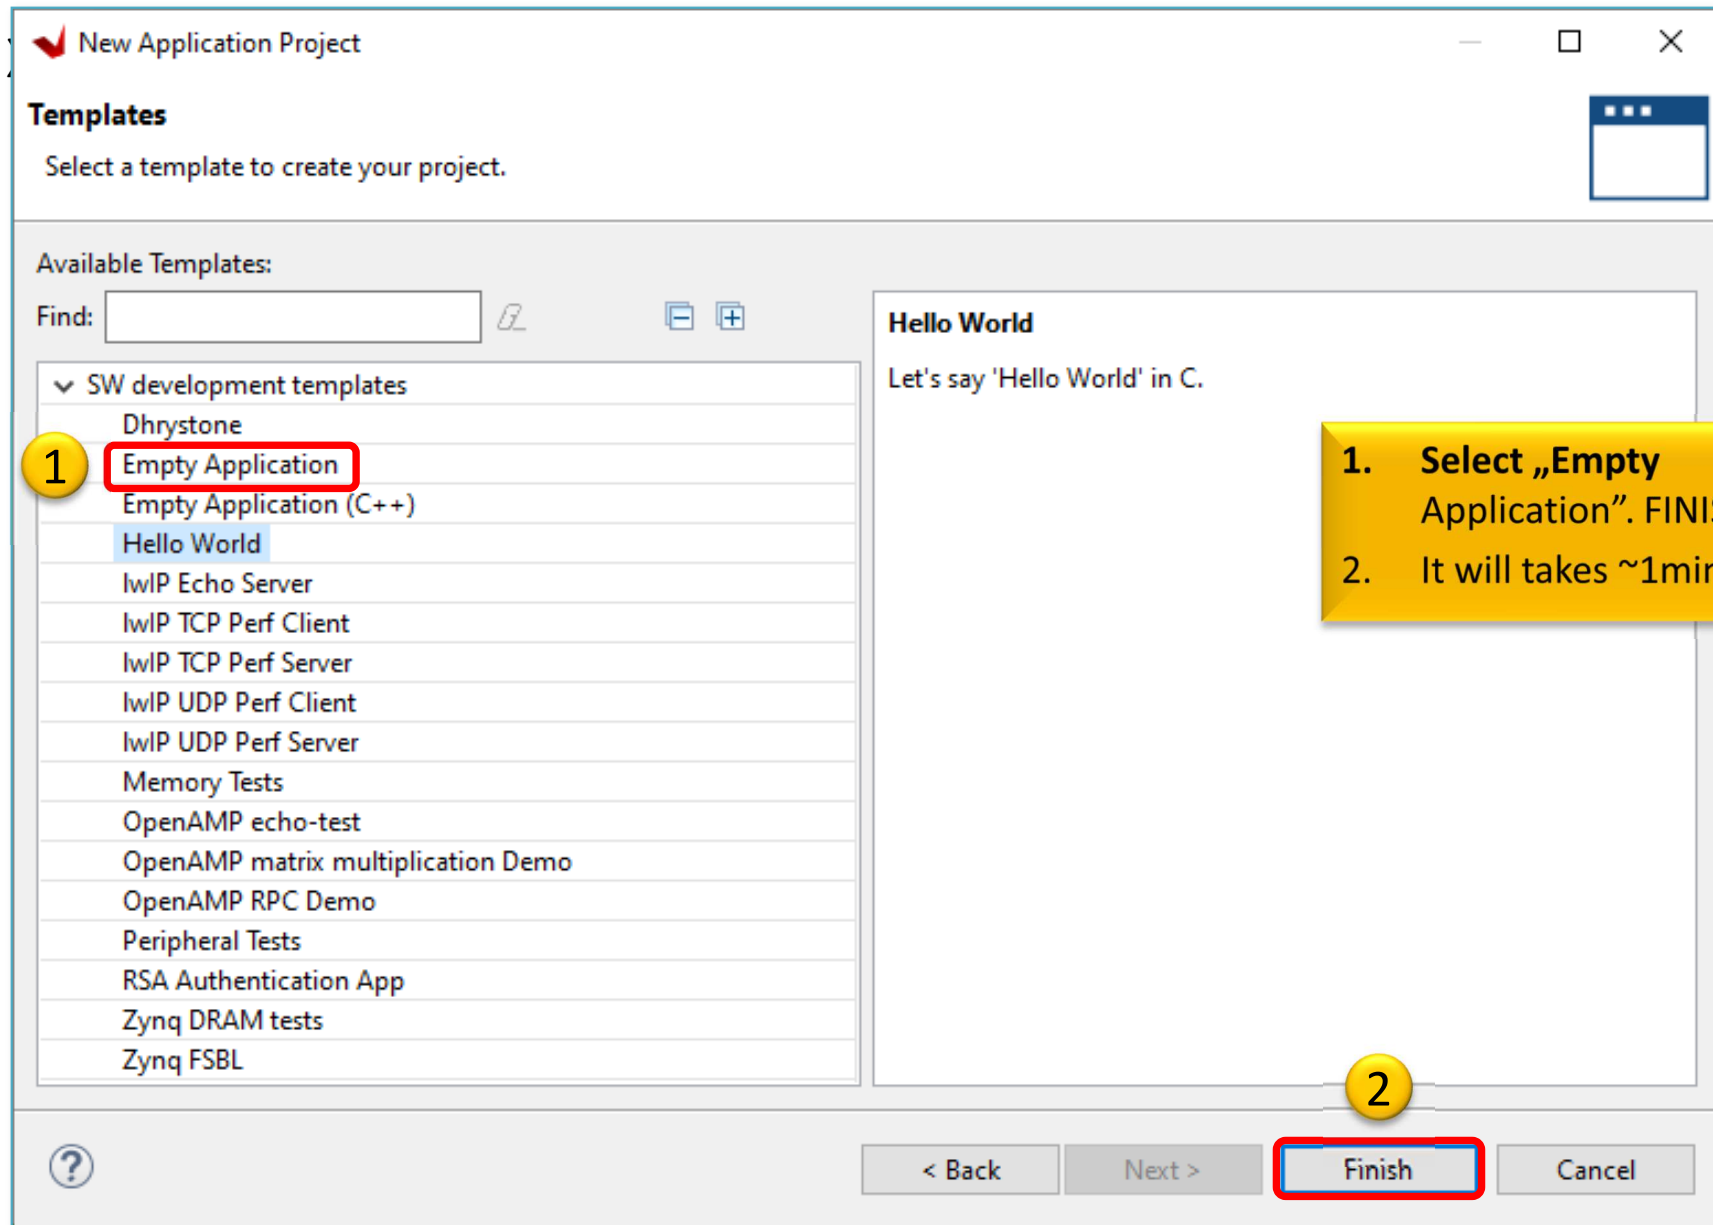 New Application Project
Templates
Select a template to create your project.
Available Templates:
Find:
SW development templates
Dhrystone
1
Empty Application
Empty Application (C++)
Hello World
lwIP Echo Server
lwIP TCP Perf Client
lwIP TCP Perf Server
lwIP UDP Perf Client
lwIP UDP Perf Server
Memory Tests
OpenAMP echo-test
OpenAMP matrix multiplication Demo
OpenAMP RPC Demo
Peripheral Tests
RSA Authentication App
Zynq DRAM tests
Zynq FSBL
Hello World
Let's say 'Hello World' in C.
1. Select „Empty
Application”.
2. It will takes
2
< Back
Next >
Finish
Cancel